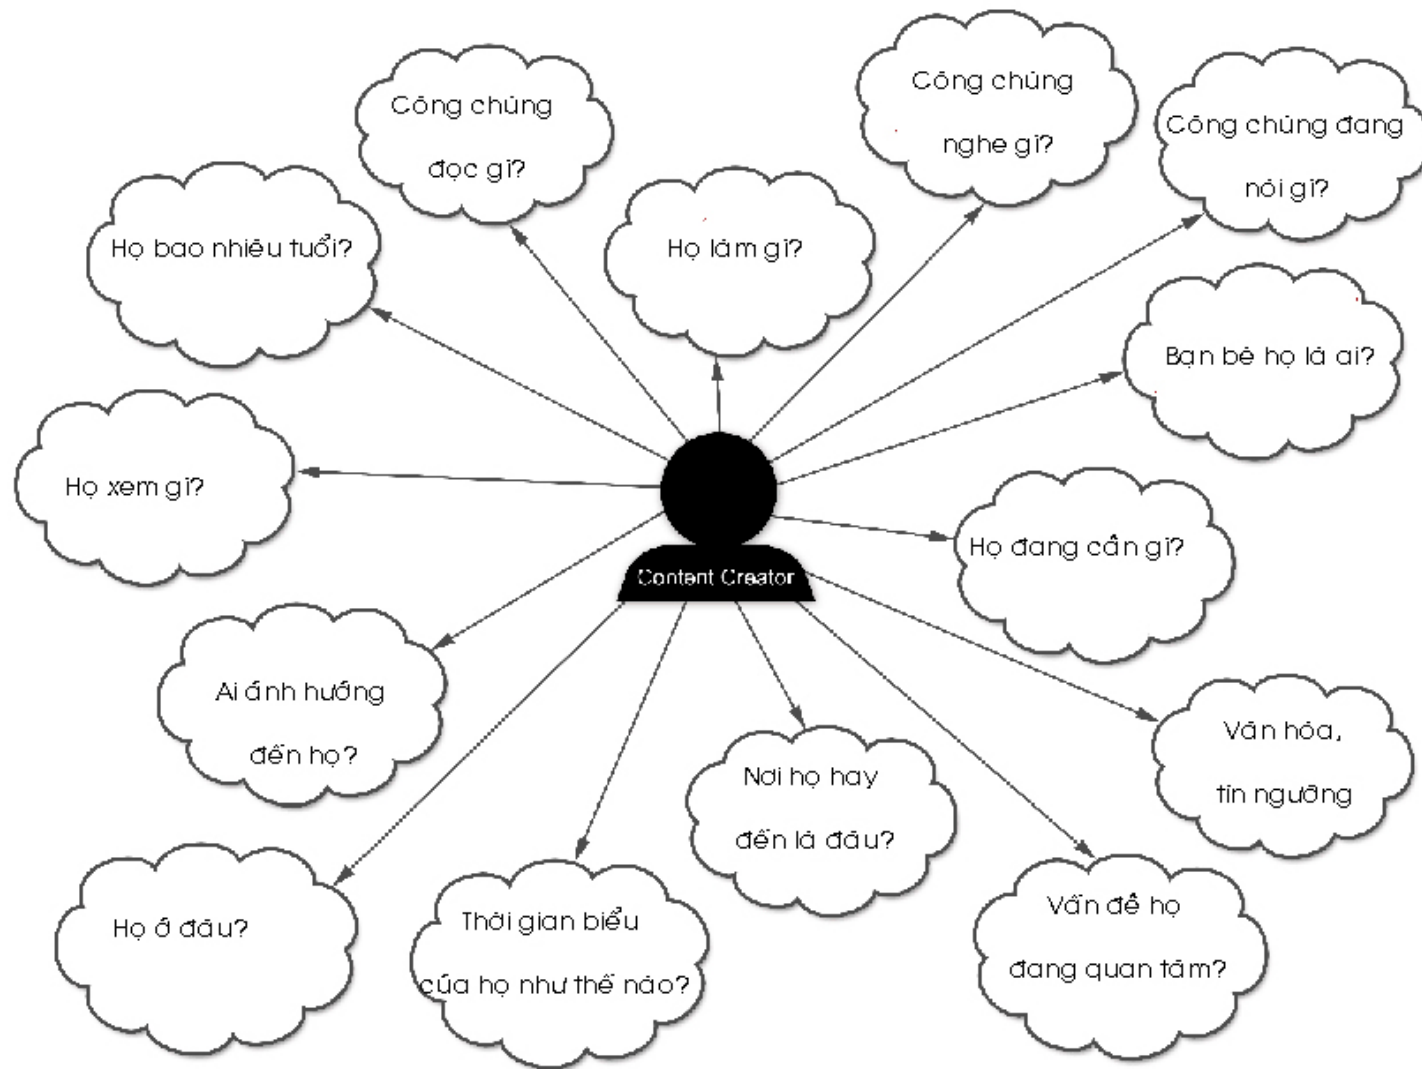 Công chúng
đọc gì?
Công chúng
nghe gì?
Công chúng đang
nói gì?
Họ bao nhiêu tuổi?
Họ làm gì?
Bạn bè họ là ai?
Họ xem gì?
Họ đang cần gì?
Content Creator
Ai ảnh hưởng
đến họ?
Văn hóa,
tín ngưỡng
Nơi họ hay
đến là đâu?
Họ ở đâu?
Thời gian biểu
của họ như thế nào?
Vấn đề họ
đang quan tâm?